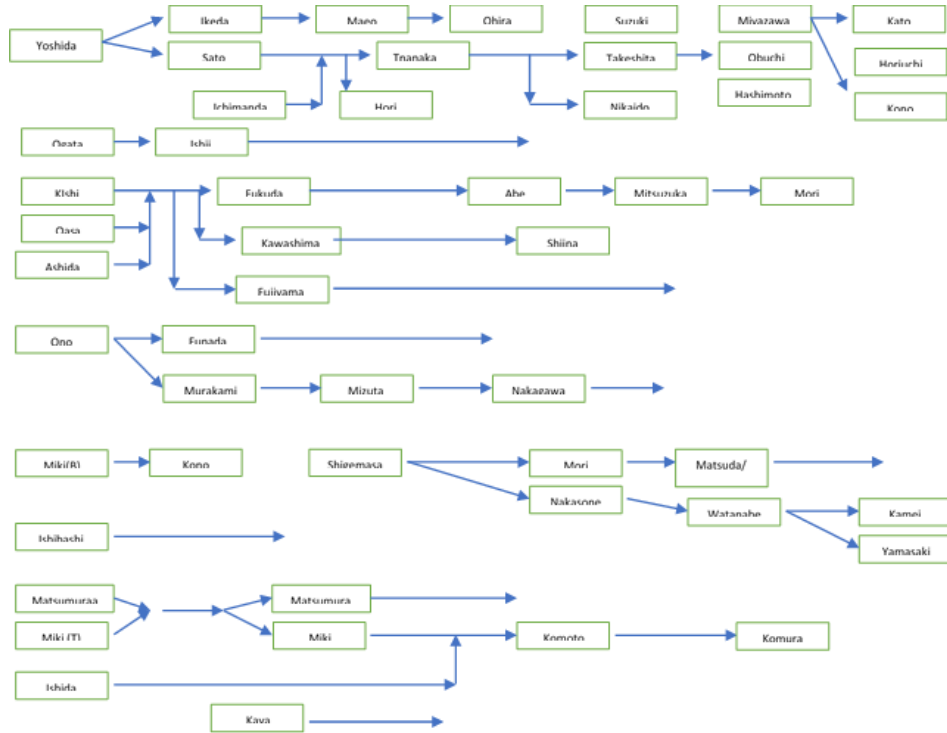 Ikeda
Maeo
Ohira
Suzuki
Miyazawa
Kato
Yoshida
Sato
Tnanaka
Takeshita
Obuchi
Horiuchi
Ichimanda
Hori
Nikaido
Hashimoto
Kono
Ogata
Ishii
KIshi
Fukuda
Abe
Mitsuzuka
Mori
Oasa
Kawashima
Shiina
Ashida
Fujiyama
Ono
Funada
Murakami
Mizuta
Nakagawa
Miki(B)
Kono
Shigemasa
Mori
Matsuda/
Nakasone
Watanabe
Kamei
Ishibashi
Yamasaki
Matsumuraa
Matsumura
Miki (T)
Miki
Komoto
Komura
Ishida
Kaya